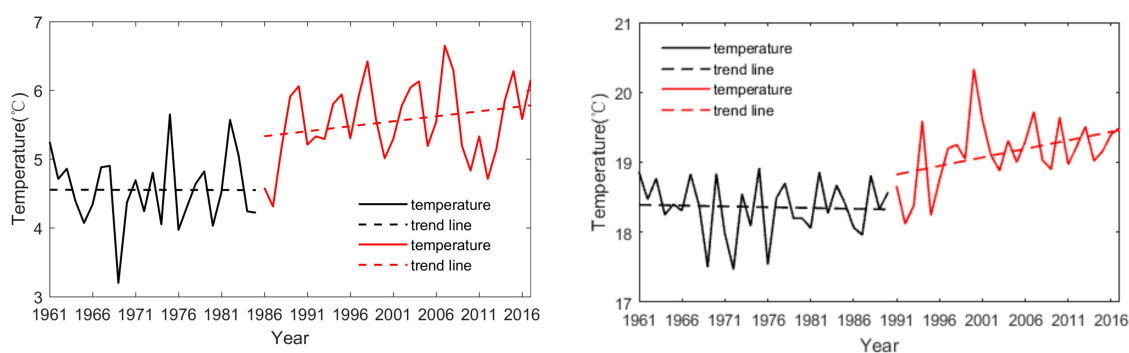 7
6
5
4
3
Temperature(℃)
temperature
trend line
temperature
trend line
1961 1966 1971 1976 1981 1986 1991 1996 2001 2006 2011 2016
Year
21
20
19
18
17
Temperature(℃)
temperature
trend line
temperature
trend line
1961 1966 1971 1976 1981 1986 1991 1996 2001 2006 2011 2016
Year